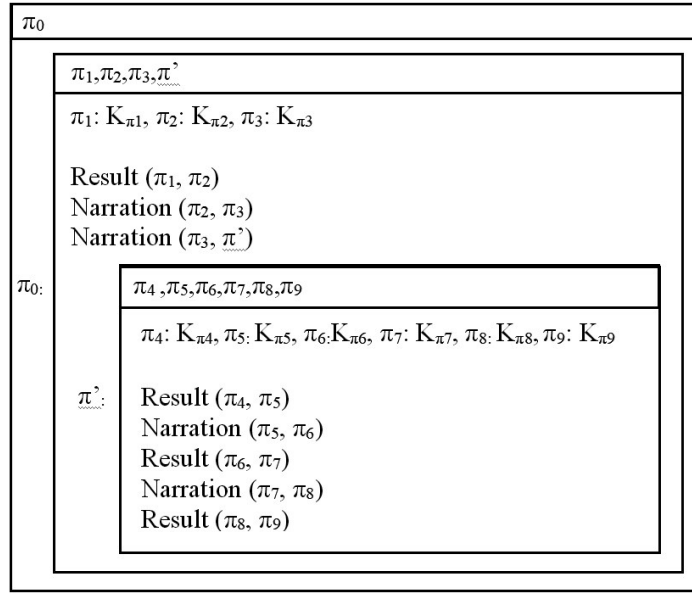 π₀
π₁,π₂,π₃,π’
π₁: Kπ₁, π₂: Kπ₂, π₃: Kπ₃
Result (π₁, π₂)
Narration (π₂, π₃)
Narration (π₃, π’)
π₀:
π₄ ,π₅,π₆,π₇,π₈,π₉
π₄: Kπ₄, π₅: Kπ₅, π₆:Kπ₆, π₇: Kπ₇, π₈: Kπ₈, π₉: Kπ₉
π’:
Result (π₄, π₅)
Narration (π₅, π₆)
Result (π₆, π₇)
Narration (π₇, π₈)
Result (π₈, π₉)